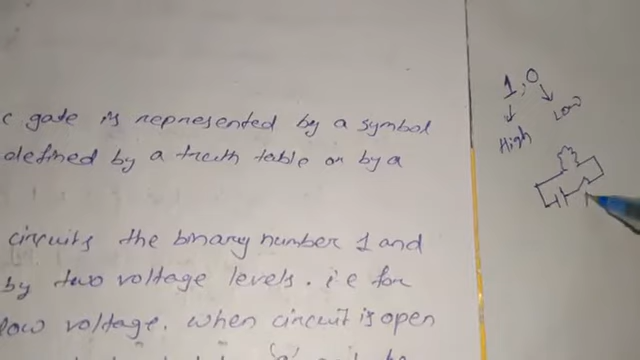 c gate is represented by a symbol
defined by a truth table or by a
circuits the binary number 1 and
by two voltage levels. i.e for
low voltage. when circuit is open
1, 0
High
Low